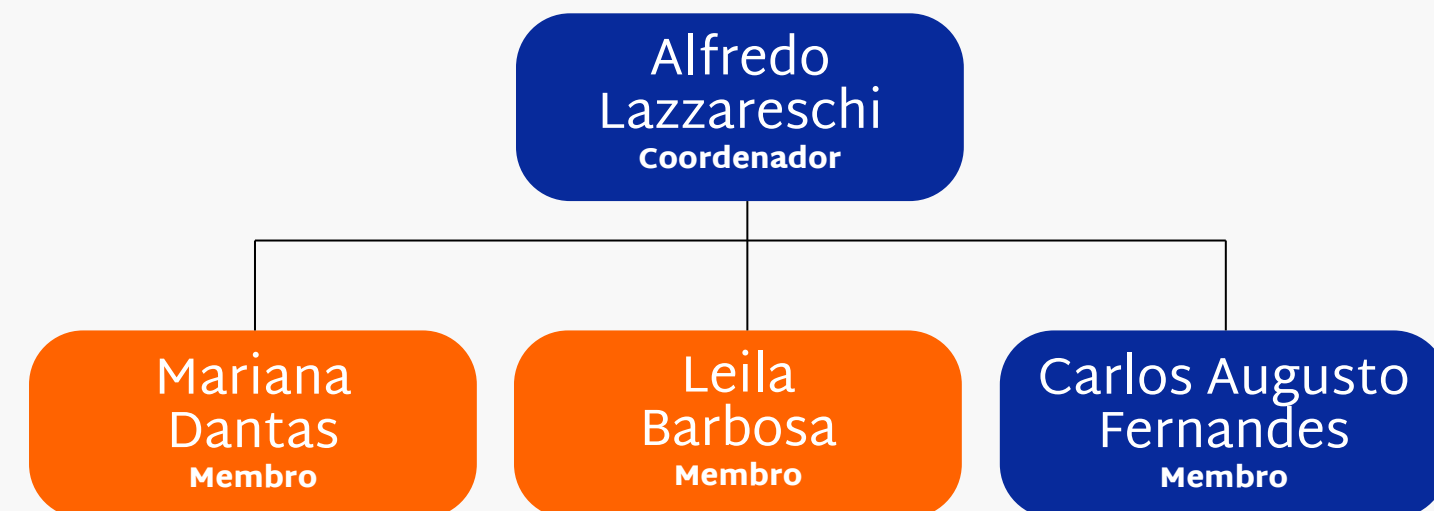 Alfredo
Lazzareschi
Coordenador
Mariana
Dantas
Membro
Leila
Barbosa
Membro
Carlos Augusto
Fernandes
Membro